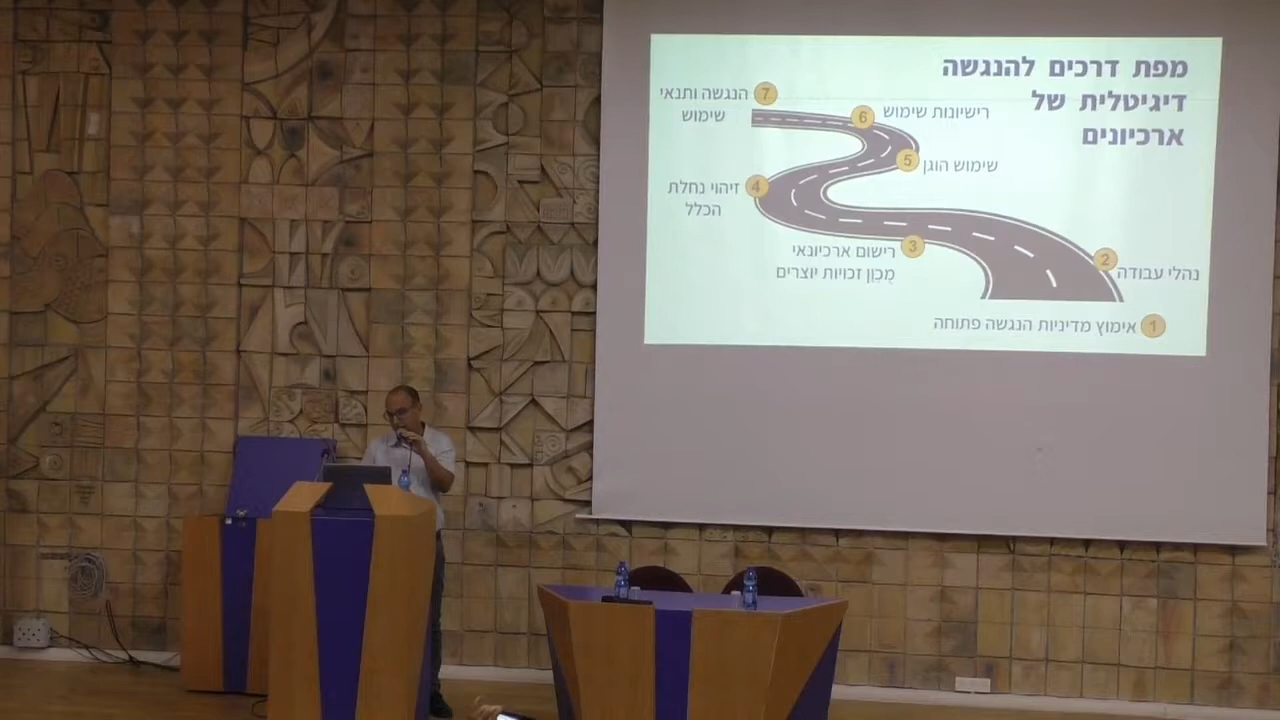 מפת דרכים להנגשה
דיגיטלית של
ארכיונים
1 אימוץ מדיניות הנגשה פתוחה
2 נהלי עבודה
3 רישום ארכיונאי
מֻכְוָן זכויות יוצרים
4 זיהוי נחלת
הכלל
5 שימוש הוגן
6 רישיונות שימוש
7 הנגשה ותנאי
שימוש